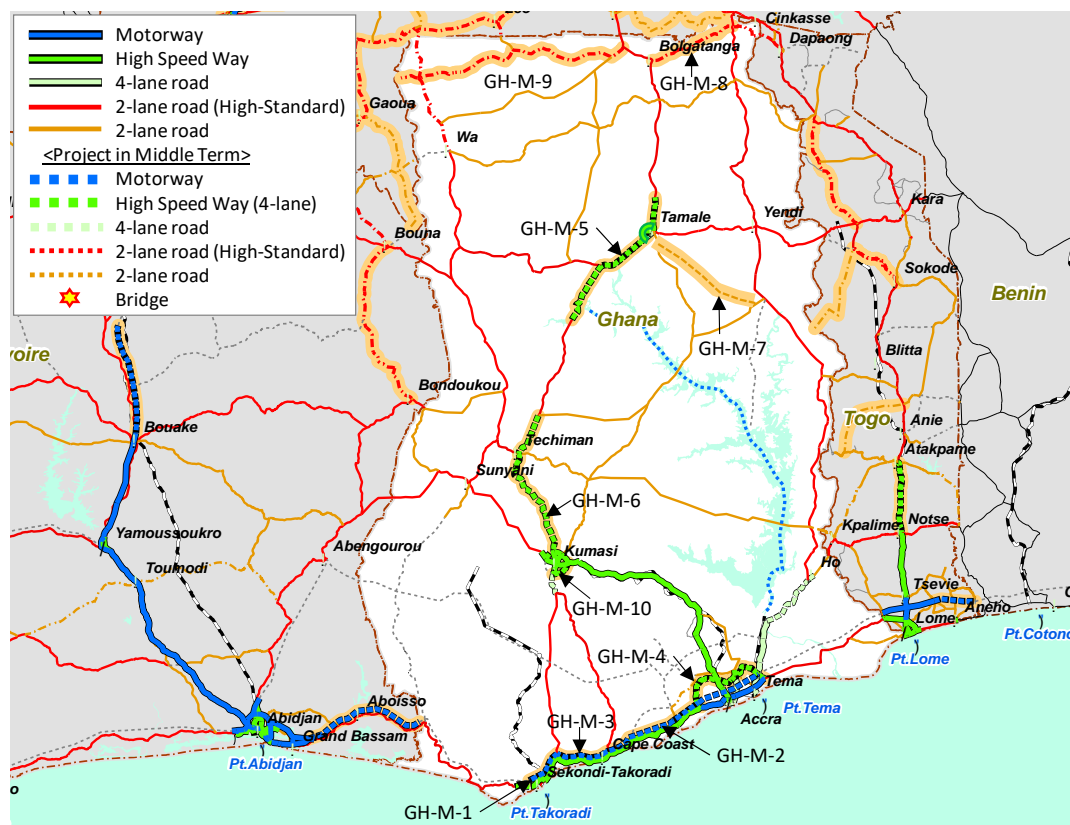 Motorway
High Speed Way
4-lane road
2-lane road (High-Standard)
2-lane road
<Project in Middle Term>
Motorway
High Speed Way (4-lane)
4-lane road
2-lane road (High-Standard)
2-lane road
Bridge
Cinkasse
Dapaong
Bolgatanga
GH-M-9
GH-M-8
Gaoua
Wa
Kara
Tamale
Yendi
GH-M-5
Bouna
Sokode
Benin
Ghana
GH-M-7
Blitta
voire
Bondoukou
Togo
Anie
Bouake
Techiman
Atakpame
Sunyani
GH-M-6
Notse
Kpalime
Yamoussoukro
Abengourou
Kumasi
Ho
Toumodi
Tsevie
GH-M-10
Aneho
Lome
Pt.Cotono
GH-M-4
Pt.Lome
Tema
Aboisso
Pt.Tema
Abidjan
GH-M-3
Accra
Grand Bassam
Cape Coast
GH-M-2
Pt.Abidjan
Sekondi-Takoradi
GH-M-1
Pt.Takoradi